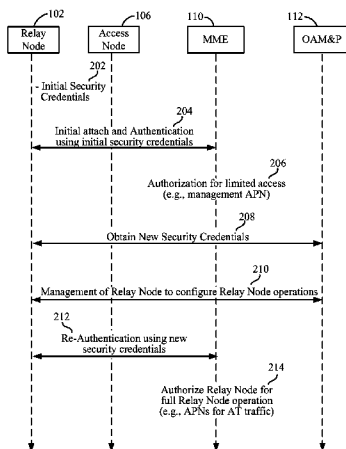 102
106
110
112
Relay
Node
Access
Node
MME
OAM&P
202
- Initial Security
Credentials
204
Initial attach and Authentication
using initial security credentials
206
Authorization for limited access
(e.g., management APN)
208
Obtain New Security Credentials
210
Management of Relay Node to configure Relay Node operations
212
Re-Authentication using new
security credentials
214
Authorize Relay Node for
full Relay Node operation
(e.g., APNs for AT traffic)